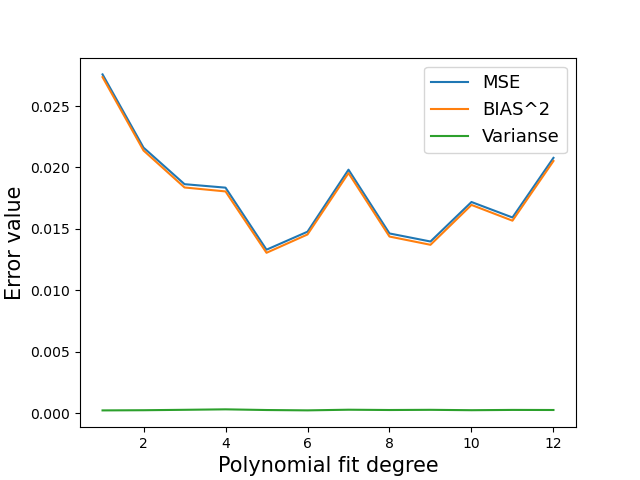 MSE
BIAS^2
Varianse
0.025
0.020
0.015
0.010
0.005
0.000
Error value
2 4 6 8 10 12
Polynomial fit degree